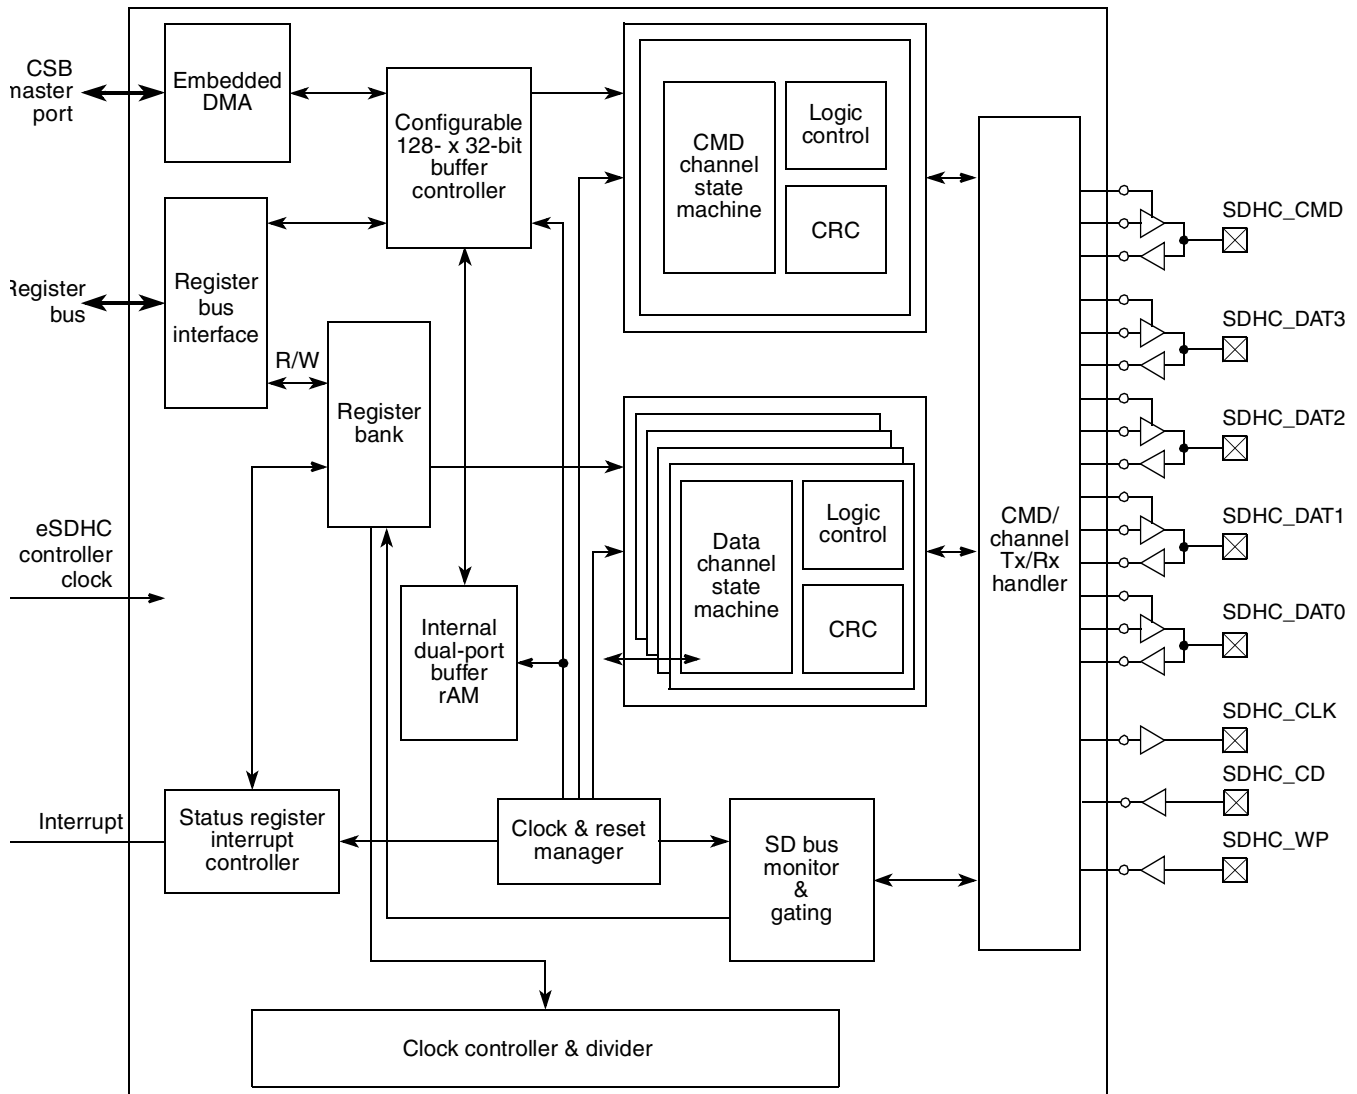 CSB
master
port
Embedded
DMA
Configurable
128- x 32-bit
buffer
controller
CMD
channel
state
machine
Logic
control
CRC
Register
bus
Register
bus
interface
R/W
Register
bank
eSDHC
controller
clock
Internal
dual-port
buffer
rAM
Data
channel
state
machine
Logic
control
CRC
CMD/
channel
Tx/Rx
handler
SDHC_CMD
SDHC_DAT3
SDHC_DAT2
SDHC_DAT1
SDHC_DAT0
SDHC_CLK
SDHC_CD
SDHC_WP
Interrupt
Status register
interrupt
controller
Clock & reset
manager
SD bus
monitor
&
gating
Clock controller & divider